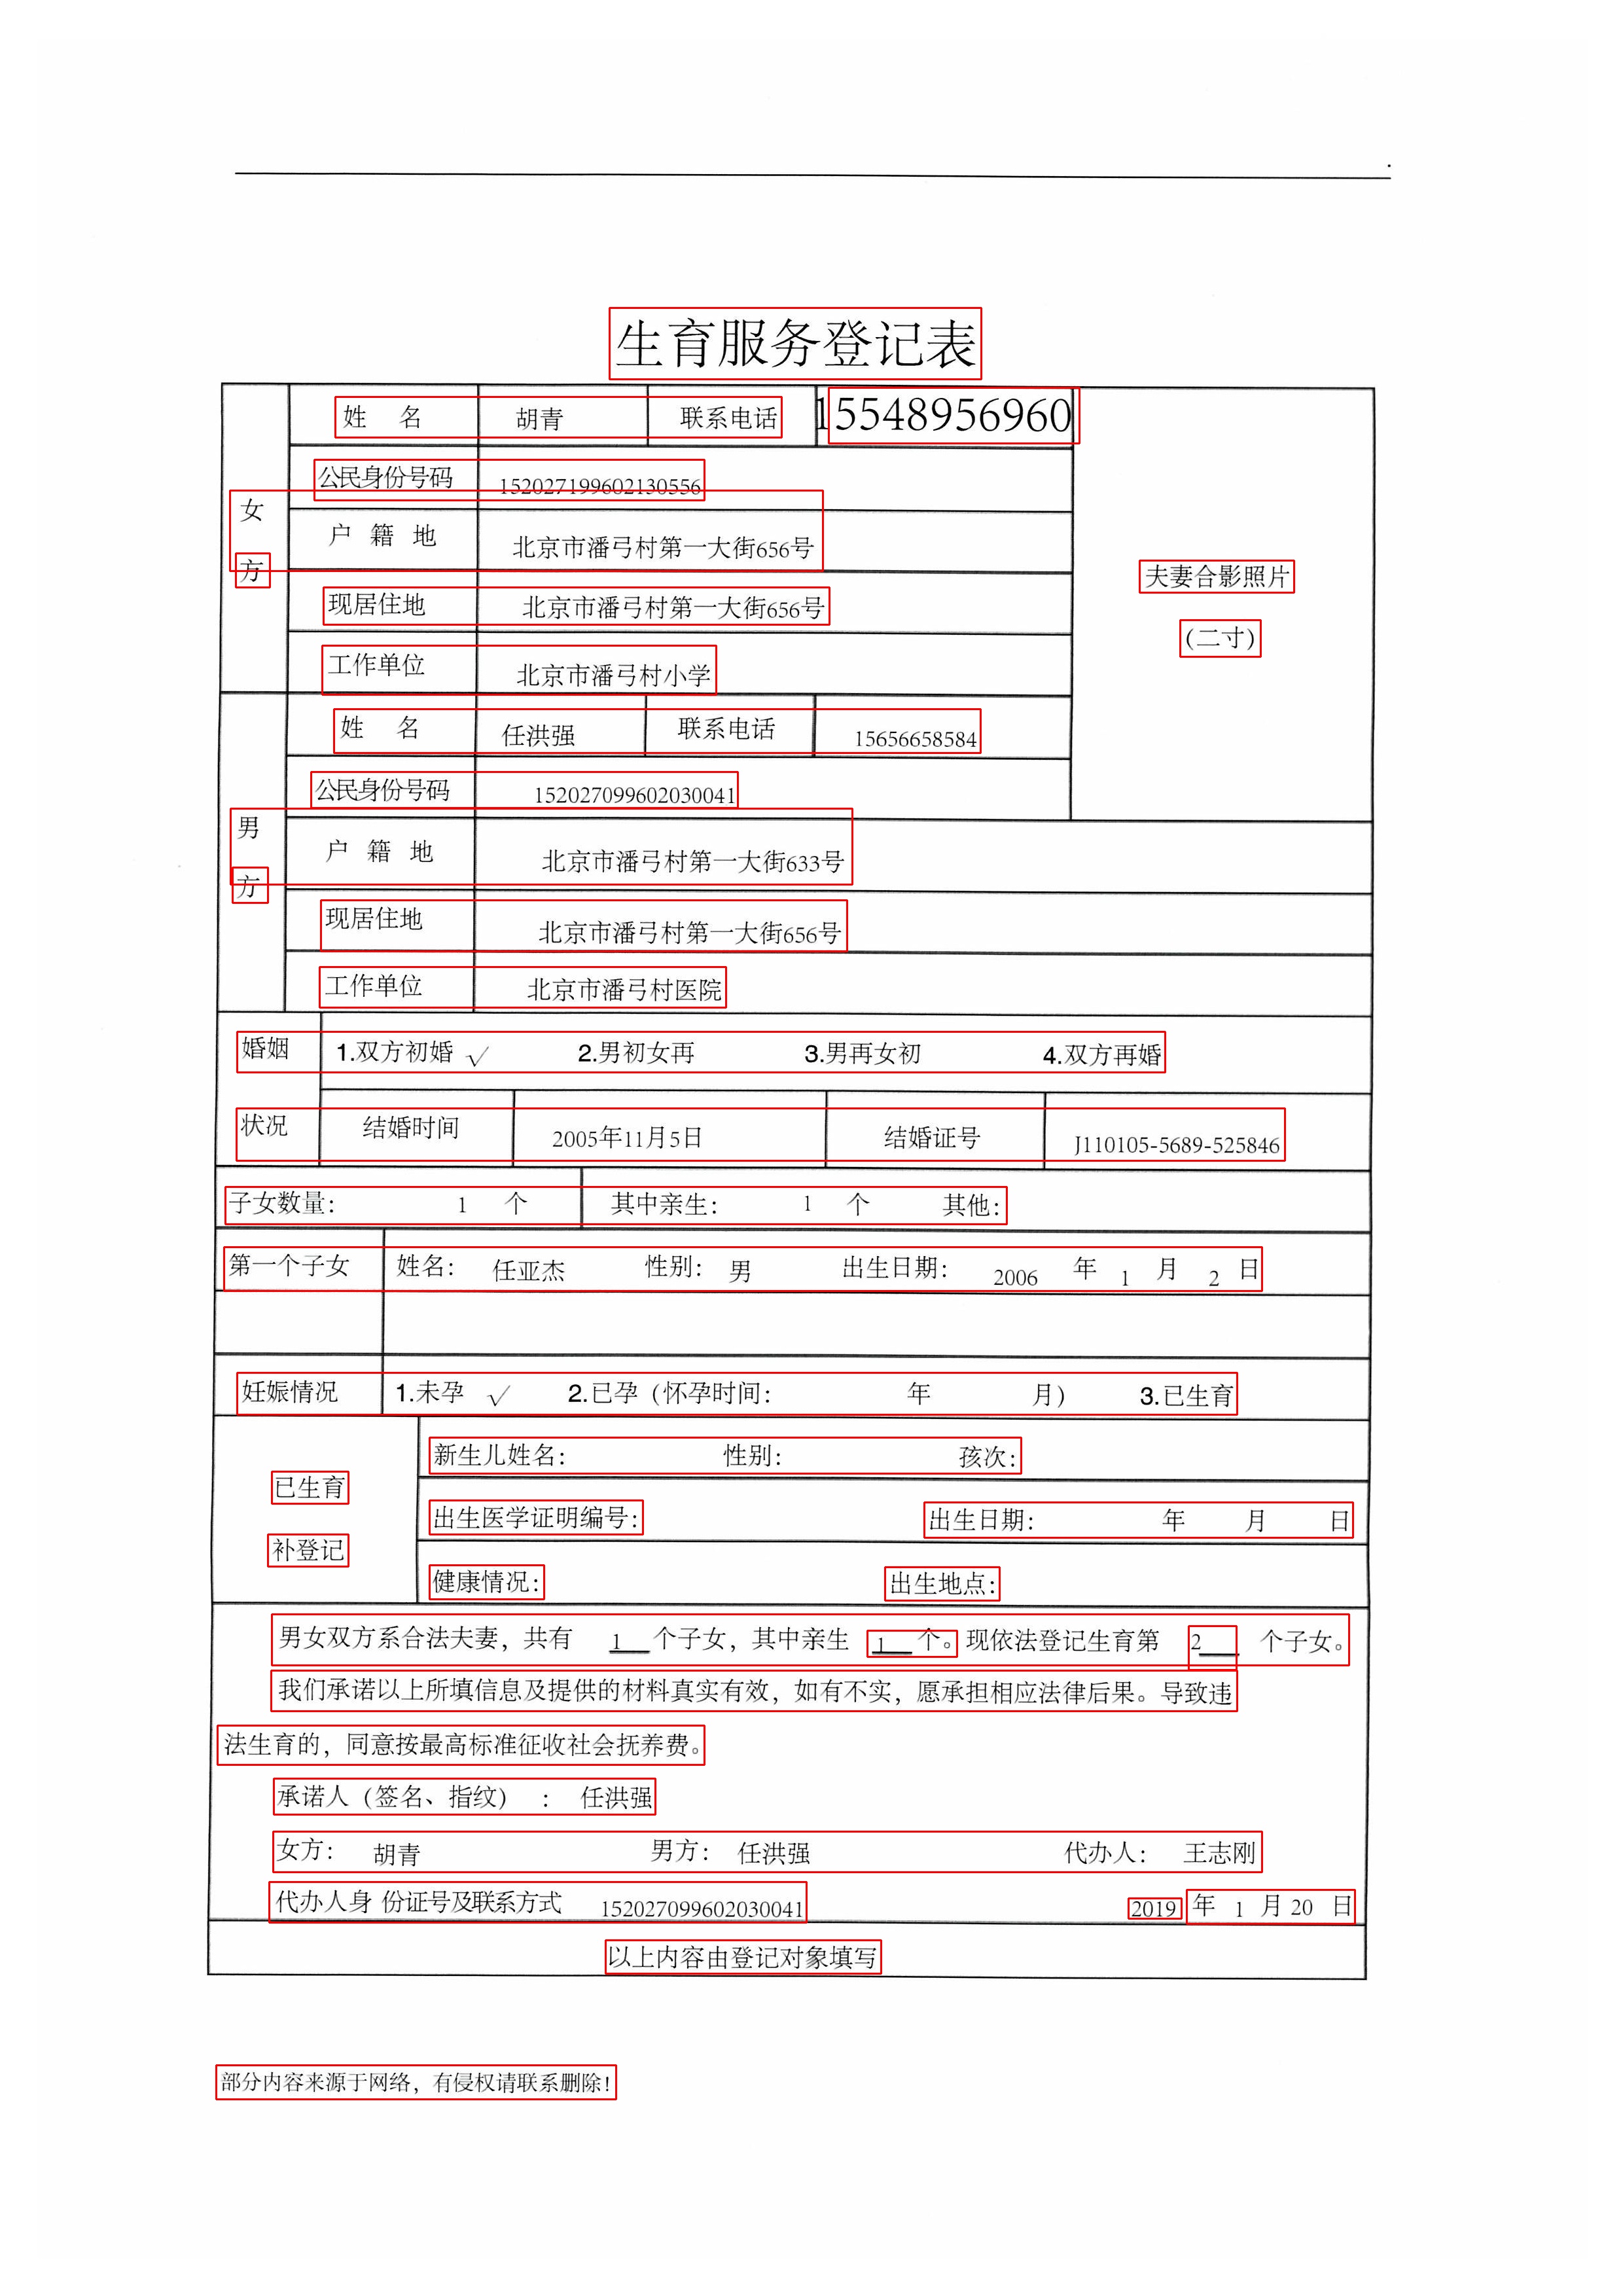 生育服务登记表
姓 名 胡青 联系电话 15548956960
公民身份号码 152027199602130556
女 户 籍 地 北京市潘弓村第一大街656号
方
夫妻合影照片
现居住地 北京市潘弓村第一大街656号
(二寸)
工作单位 北京市潘弓村小学
姓 名 任洪强 联系电话 15656658584
公民身份号码 152027099602030041
男 户 籍 地 北京市潘弓村第一大街633号
方
现居住地 北京市潘弓村第一大街656号
工作单位 北京市潘弓村医院
婚姻 1.双方初婚 √ 2.男初女再 3.男再女初 4.双方再婚
状况 结婚时间 2005年11月5日 结婚证号 J110105-5689-525846
子女数量: 1 个 其中亲生: 1 个 其他:
第一个子女 姓名: 任亚杰 性别: 男 出生日期: 2006 年 1 月 2 日
妊娠情况 1.未孕 √ 2.已孕（怀孕时间: 年 月） 3.已生育
新生儿姓名: 性别: 孩次:
已生育
出生医学证明编号: 出生日期: 年 月 日
补登记
健康情况: 出生地点:
男女双方系合法夫妻，共有 1 个子女，其中亲生 1 个。现依法登记生育第 2 个子女。
我们承诺以上所填信息及提供的材料真实有效，如有不实，愿承担相应法律后果。导致违
法生育的，同意按最高标准征收社会抚养费。
承诺人（签名、指纹） : 任洪强
女方: 胡青 男方: 任洪强 代办人: 王志刚
代办人身 份证号及联系方式 152027099602030041 2019 年 1 月 20 日
以上内容由登记对象填写
部分内容来源于网络，有侵权请联系删除!